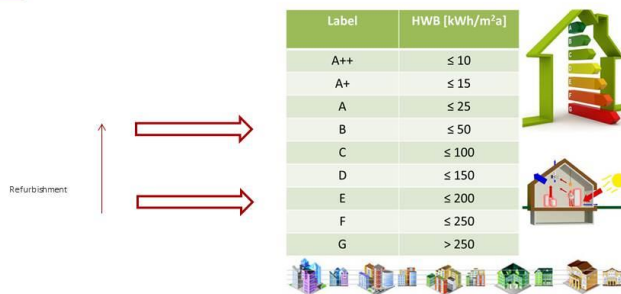 Label HWB [kWh/m²a]
A++ ≤ 10
A+ ≤ 15
A ≤ 25
B ≤ 50
C ≤ 100
D ≤ 150
E ≤ 200
F ≤ 250
G > 250
Refurbishment